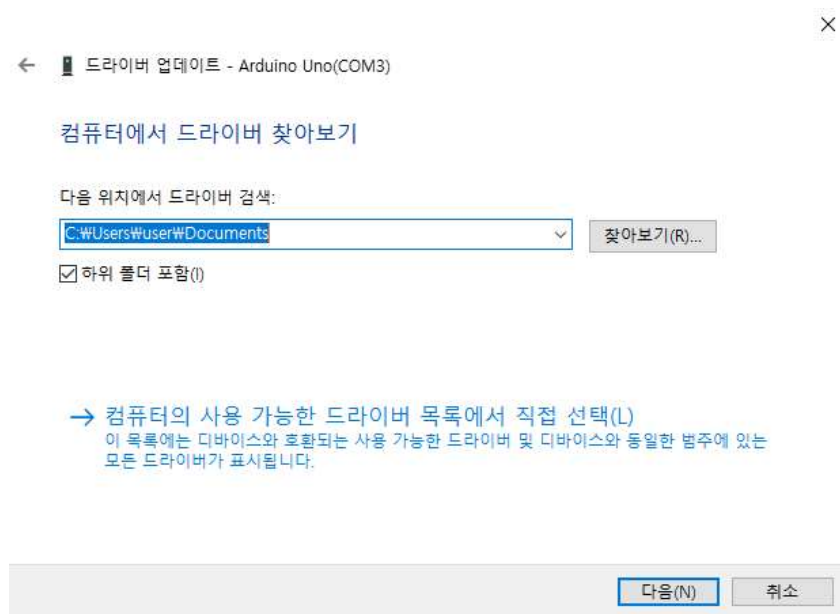 드라이버 업데이트 - Arduino Uno(COM3)
컴퓨터에서 드라이버 찾아보기
다음 위치에서 드라이버 검색:
C:₩Users₩user₩Documents
찾아보기(R)...
하위 폴더 포함(I)
컴퓨터의 사용 가능한 드라이버 목록에서 직접 선택(L)
이 목록에는 디바이스와 호환되는 사용 가능한 드라이버 및 디바이스와 동일한 범주에 있는
모든 드라이버가 표시됩니다.
다음(N)
취소